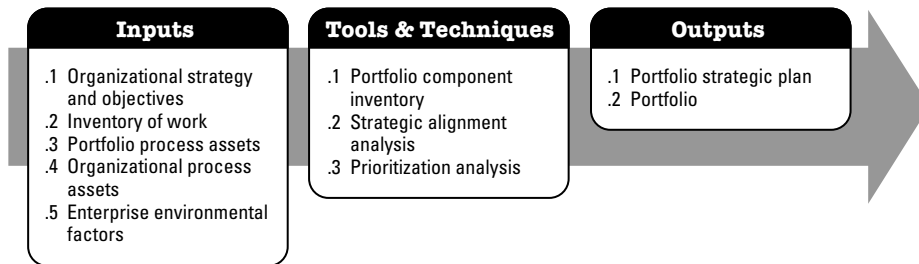 Inputs
.1 Organizational strategy
and objectives
.2 Inventory of work
.3 Portfolio process assets
.4 Organizational process
assets
.5 Enterprise environmental
factors
Tools & Techniques
.1 Portfolio component
inventory
.2 Strategic alignment
analysis
.3 Prioritization analysis
Outputs
.1 Portfolio strategic plan
.2 Portfolio